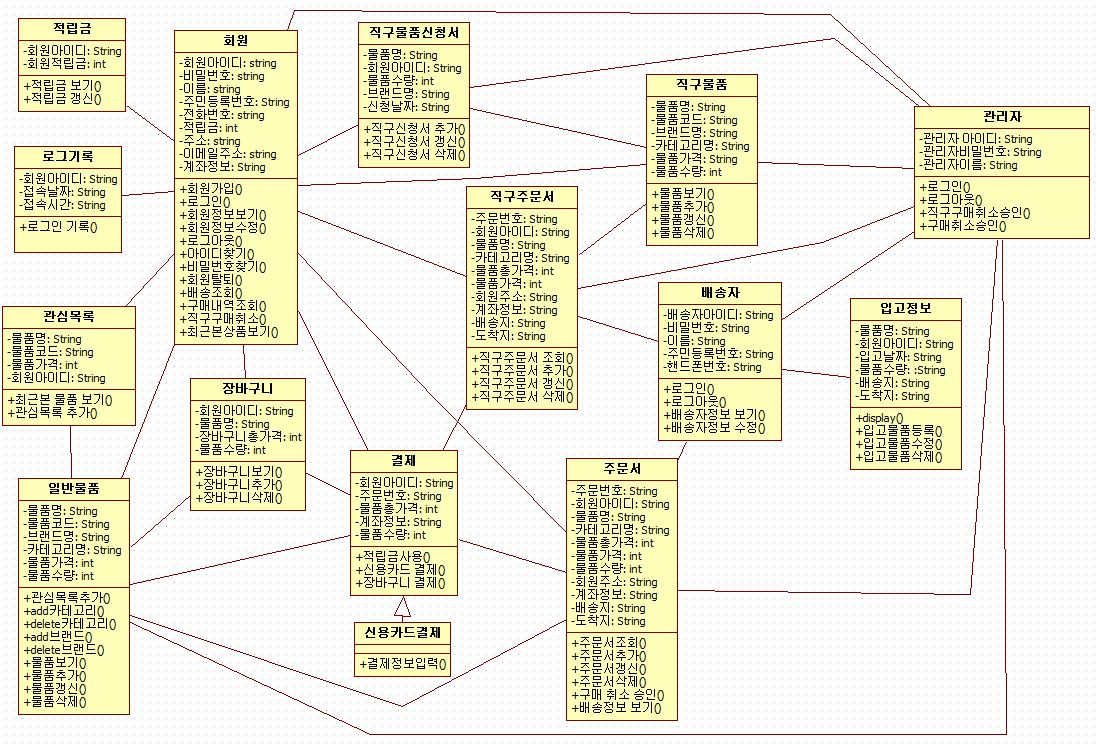 적립금
-회원아이디: String
-회원적립금: int
+적립금 보기()
+적립금 갱신()
회원
-회원아이디: string
-비밀번호: string
-이름: string
-주민등록번호: String
-전화번호: string
-적립금: int
-주소: string
-이메일주소: string
-계좌정보: String
+회원가입()
+로그인()
+회원정보보기()
+회원정보수정()
+로그아웃()
+아이디찾기()
+비밀번호찾기()
+회원탈퇴()
+배송조회()
+구매내역조회()
+직구구매취소()
+최근본상품보기()
직구물품신청서
-물품명: String
-회원아이디: String
-물품수량: int
-브랜드명: String
-신청날짜: String
+직구신청서 추가()
+직구신청서 갱신()
+직구신청서 삭제()
직구물품
-물품명: String
-물품코드: String
-브랜드명: String
-카테고리명: String
-물품가격: int
-물품수량: int
+물품보기()
+물품추가()
+물품갱신()
+물품삭제()
관리자
-관리자 아이디: String
-관리자비밀번호: String
-관리자이름: String
+로그인()
+로그아웃()
+직구구매취소승인()
+구매취소승인()
로그기록
-회원아이디: String
-접속날짜: String
-접속시간: String
+로그인 기록()
직구주문서
-주문번호: String
-회원아이디: String
-물품명: String
-카테고리명: String
-물품총가격: int
-물품가격: int
-회원주소: String
-계좌정보: String
-배송지: String
-도착지: String
+직구주문서 조회()
+직구주문서 추가()
+직구주문서 갱신()
+직구주문서 삭제()
배송자
-배송자아이디: String
-비밀번호: String
-이름: String
-주민등록번호: String
-핸드폰번호: String
+로그인()
+로그아웃()
+배송자정보 보기()
+배송자정보 수정()
입고정보
-물품명: String
-회원아이디: String
-입고날짜: String
-물품수량: :String
-배송지: String
-도착지: String
+display()
+입고물품등록()
+입고물품수정()
+입고물품삭제()
관심목록
-물품명: String
-물품코드: String
-물품가격: int
-회원아이디: String
+최근본 물품 보기()
+관심목록 추가()
장바구니
-회원아이디: String
-물품명: String
-장바구니총가격: int
-물품수량: int
+장바구니보기()
+장바구니추가()
+장바구니삭제()
결제
-회원아이디: String
-주문번호: String
-물품총가격: int
-계좌정보: String
-물품수량: int
+적립금사용()
+신용카드 결제()
+장바구니 결제()
신용카드결제
+결제정보입력()
주문서
-주문번호: String
-회원아이디: String
-물품명: String
-카테고리명: String
-물품총가격: int
-물품가격: int
-물품수량: int
-회원주소: String
-계좌정보: String
-배송지: String
-도착지: String
+주문서조회()
+주문서추가()
+주문서갱신()
+주문서삭제()
+구매 취소 승인()
+배송정보 보기()
일반물품
-물품명: String
-물품코드: String
-브랜드명: String
-카테고리명: String
-물품가격: int
-물품수량: int
+관심목록추가()
+add카테고리()
+delete카테고리()
+add브랜드()
+delete브랜드()
+물품보기()
+물품추가()
+물품갱신()
+물품삭제()